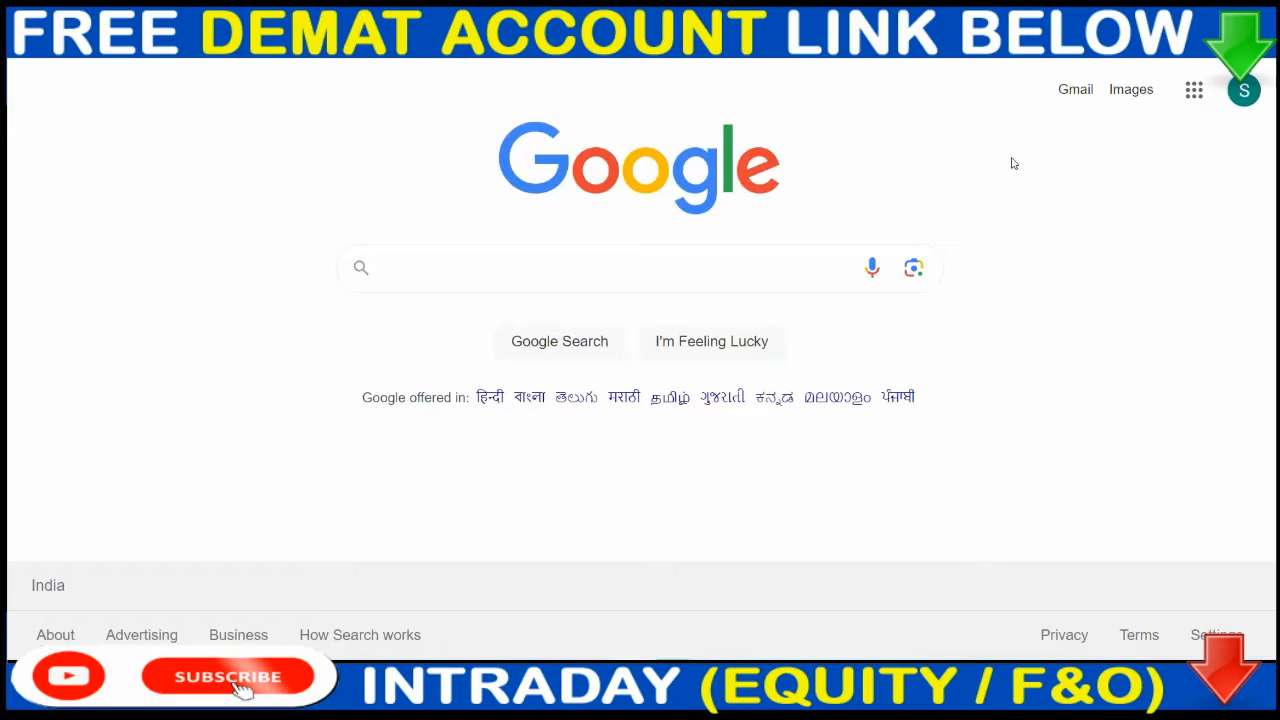 FREE DEMAT ACCOUNT LINK BELOW
Gmail Images S
Google
Google Search I'm Feeling Lucky
Google offered in: हिन्दी বাংলা తెలుగు मराठी தமிழ் ગુજરાતી ಕನ್ನಡ മലയാളം ਪੰਜਾਬੀ
India
About Advertising Business How Search works Privacy Terms Settings
SUBSCRIBE
INTRADAY (EQUITY / F&O)